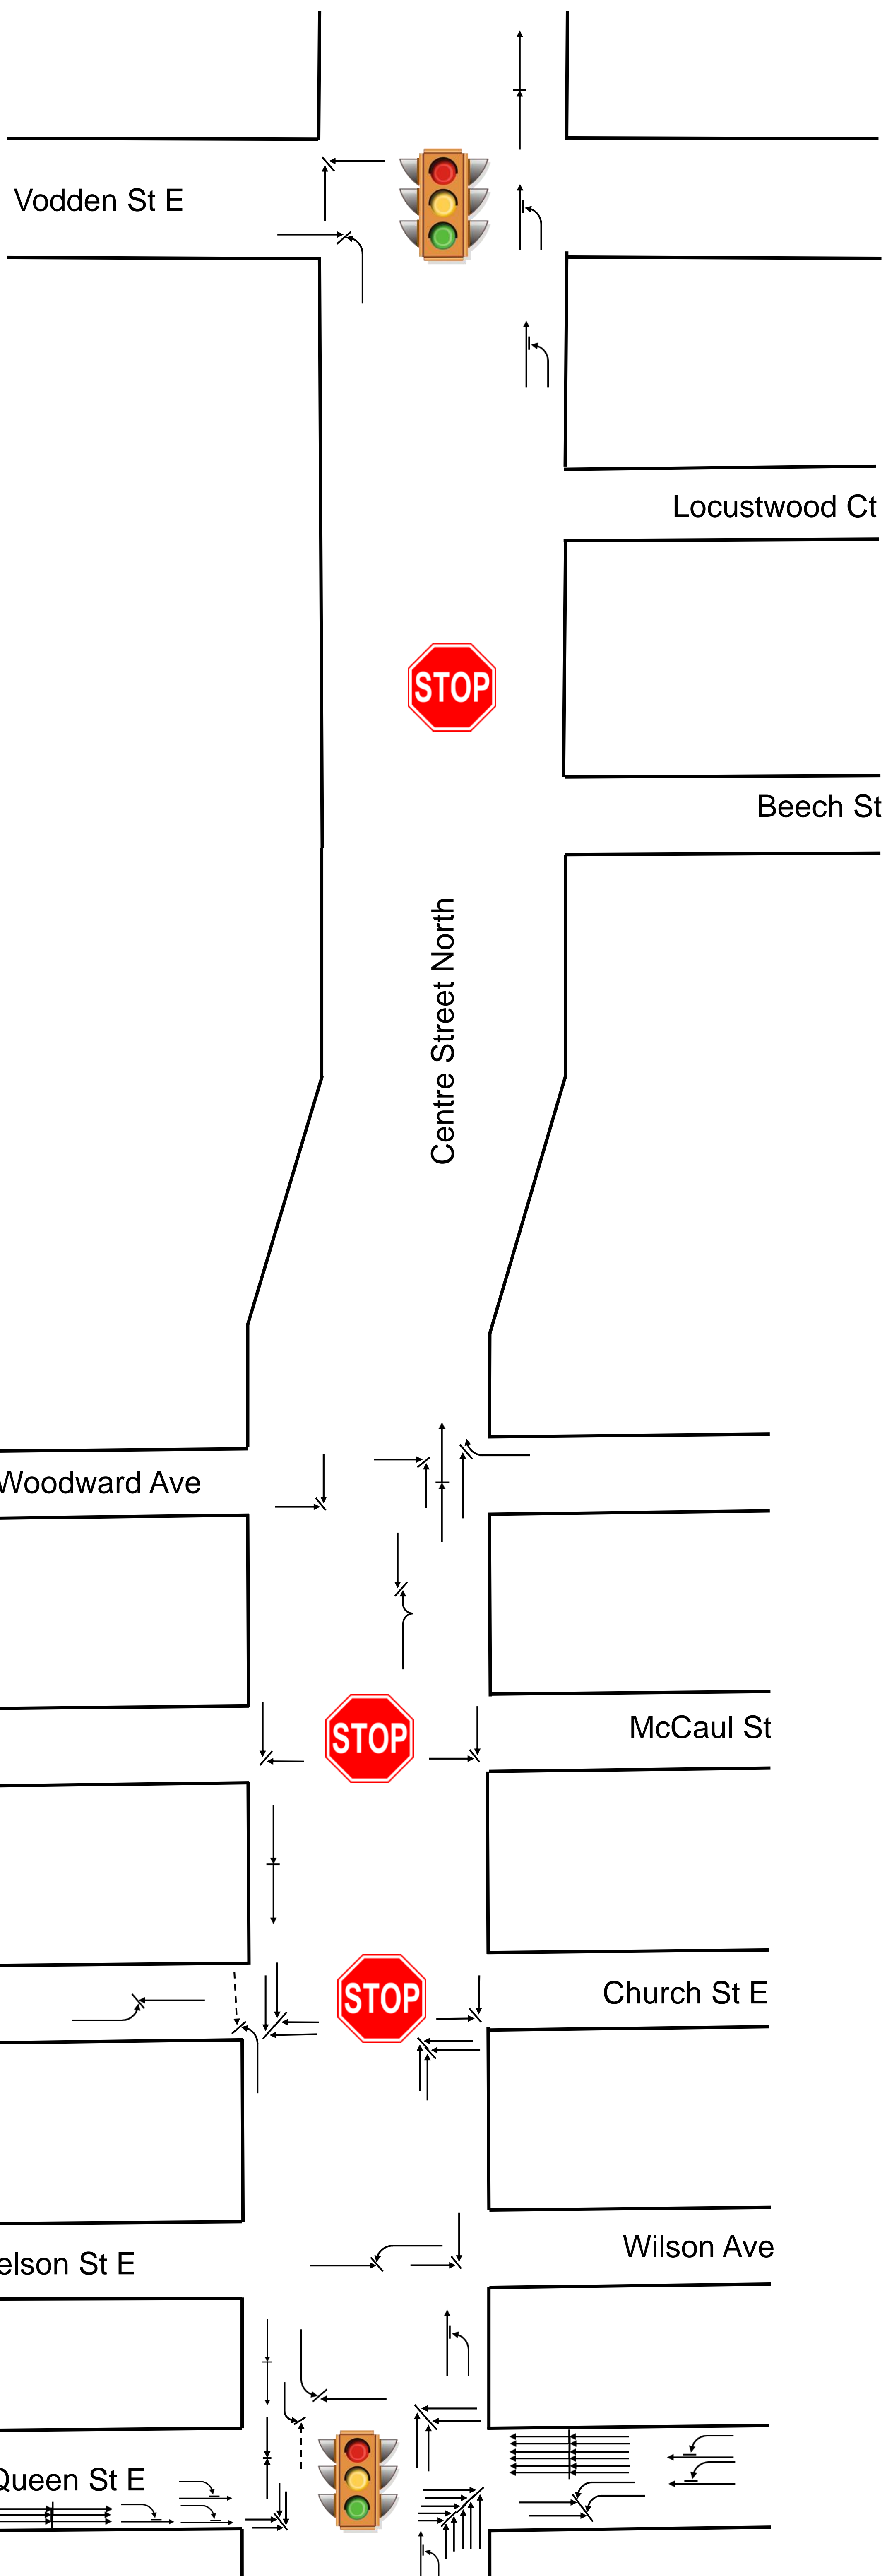 Vodden St E
Locustwood Ct
STOP
Beech St
Centre Street North
Woodward Ave
STOP
McCaul St
STOP
Church St E
Wilson Ave
elson St E
Queen St E